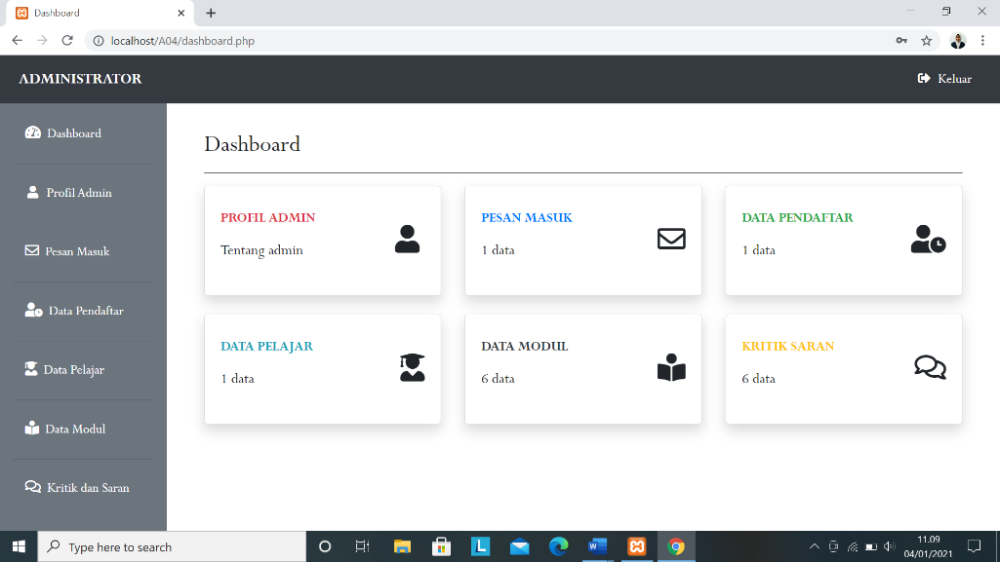 Dashboard
localhost/A04/dashboard.php
ADMINISTRATOR
Keluar
Dashboard
Profil Admin
Pesan Masuk
Data Pendaftar
Data Pelajar
Data Modul
Kritik dan Saran
Dashboard
PROFIL ADMIN
Tentang admin
PESAN MASUK
1 data
DATA PENDAFTAR
1 data
DATA PELAJAR
1 data
DATA MODUL
6 data
KRITIK SARAN
6 data
Type here to search
L
W
11.09
04/01/2021